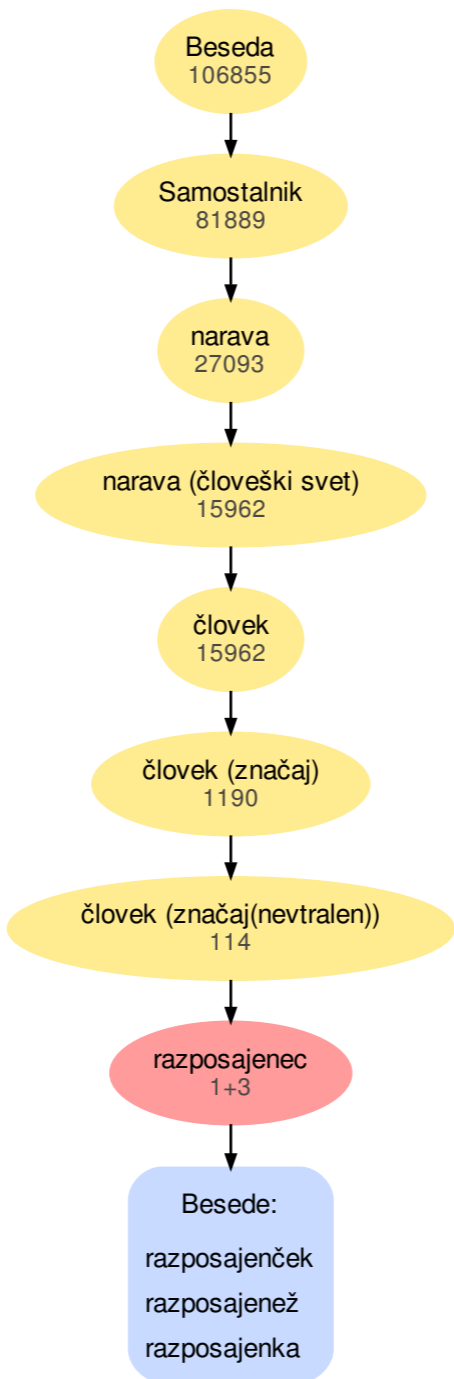 Beseda
106855
Samostalnik
81889
narava
27093
narava (človeški svet)
15962
človek
15962
človek (značaj)
1190
človek (značaj(nevtralen))
114
razposajenec
1+3
Besede:
razposajenček
razposajenež
razposajenka